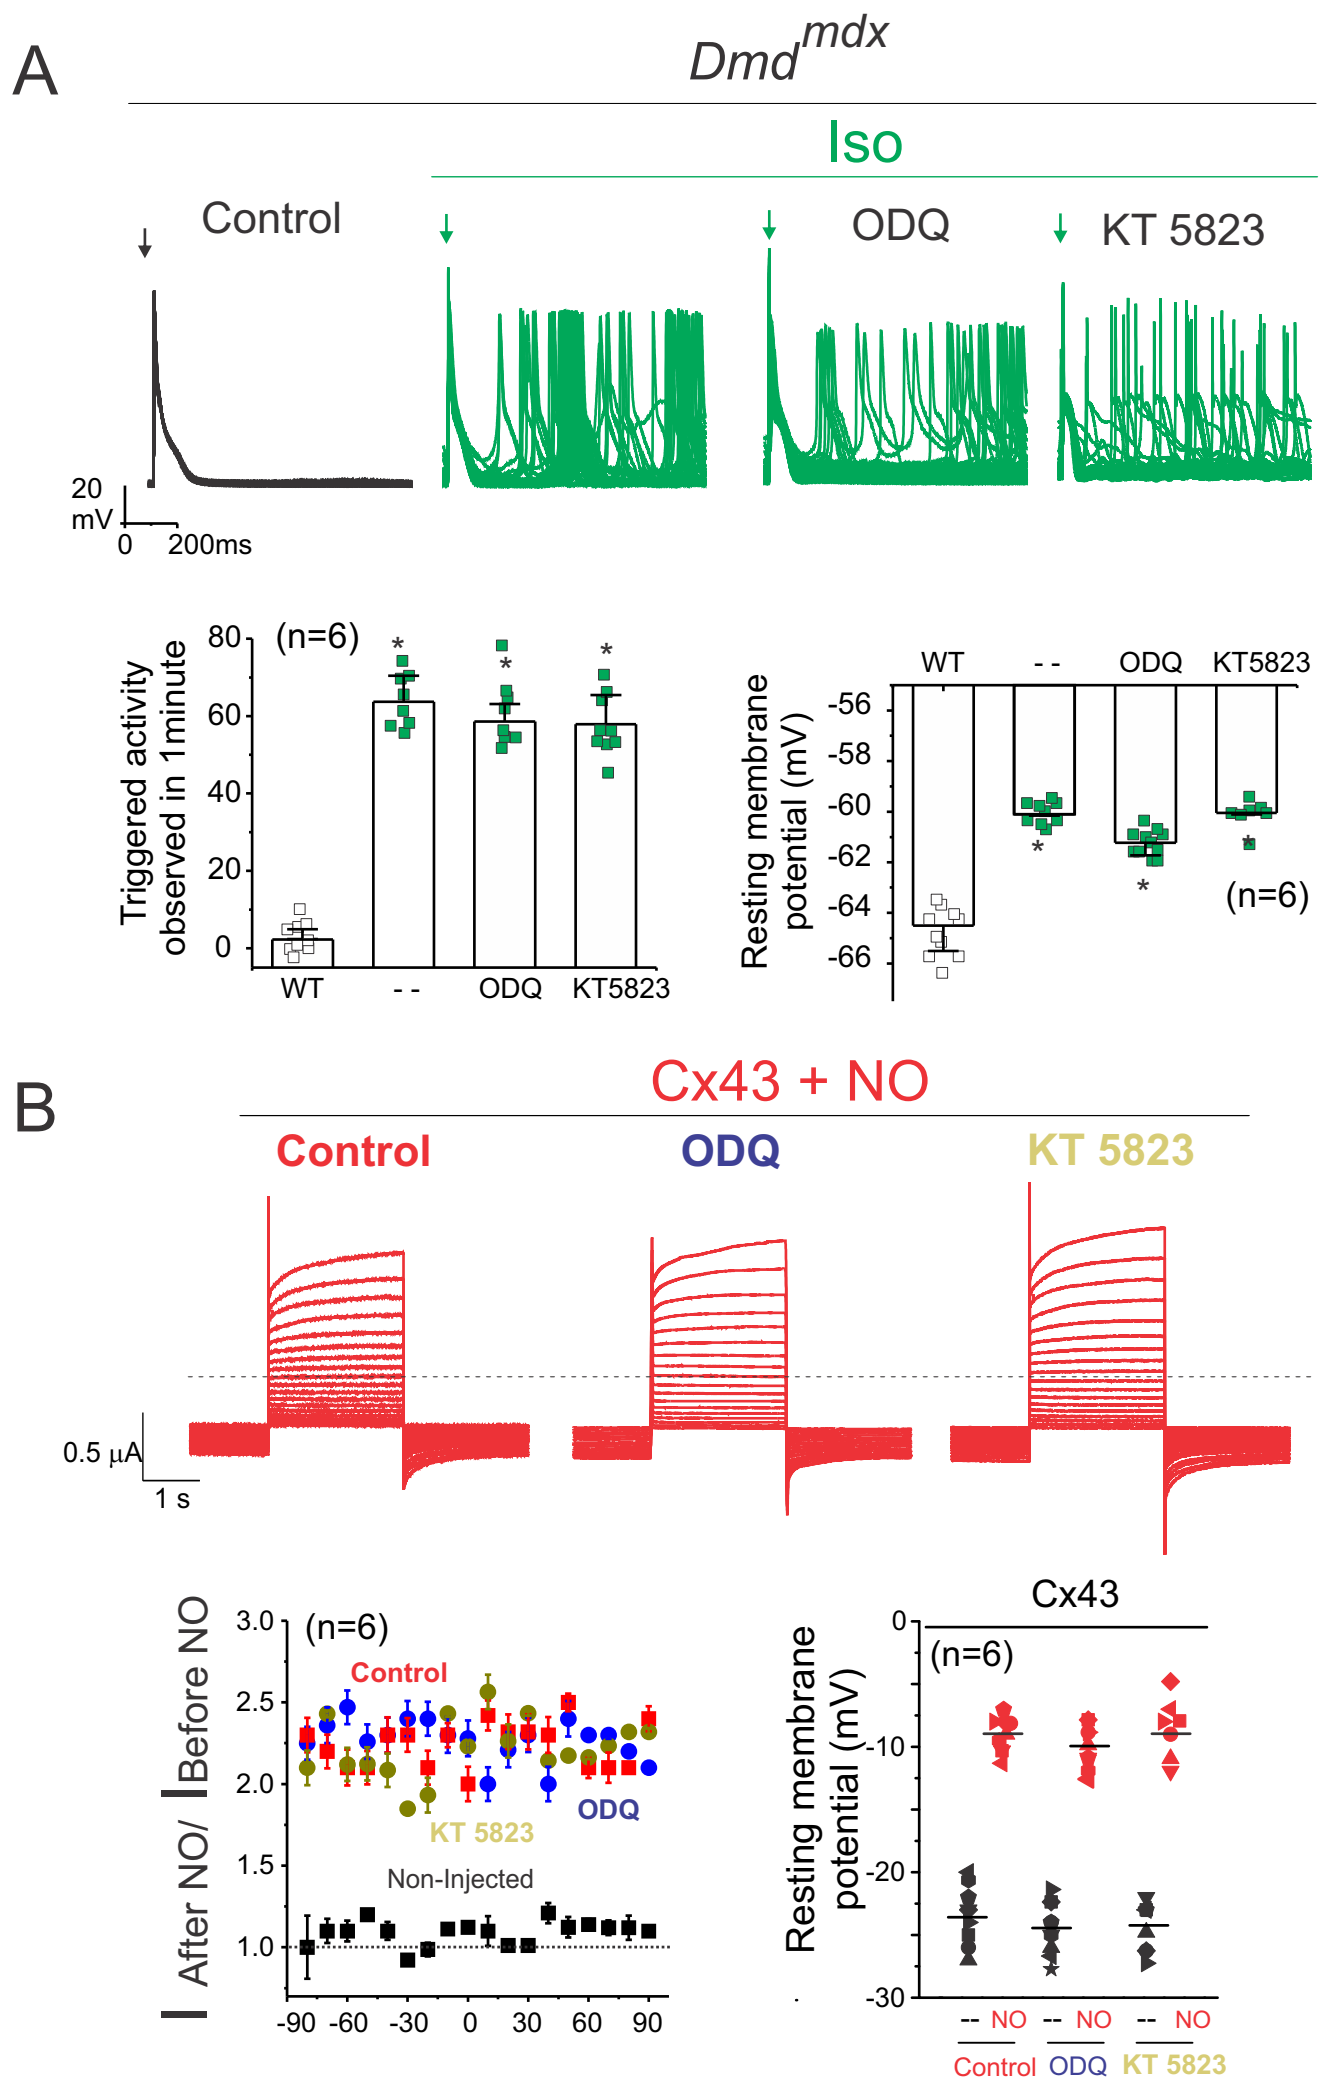 A
Dmd^mdx
Iso
Control
ODQ
KT 5823
20
mV
0 200ms
Triggered activity
observed in 1minute
80
60
40
20
0
(n=6)
*
*
*
WT
- -
ODQ
KT5823
Resting membrane
potential (mV)
WT
- -
ODQ
KT5823
-56
-58
-60
-62
-64
-66
*
*
*
(n=6)
B
Cx43 + NO
Control
ODQ
KT 5823
0.5 µA
1 s
I After NO/ I Before NO
3.0
2.5
2.0
1.5
1.0
(n=6)
Control
ODQ
KT 5823
Non-Injected
-90 -60 -30 0 30 60 90
Cx43
Resting membrane
potential (mV)
0
-10
-20
-30
(n=6)
-- NO -- NO -- NO
Control ODQ KT 5823